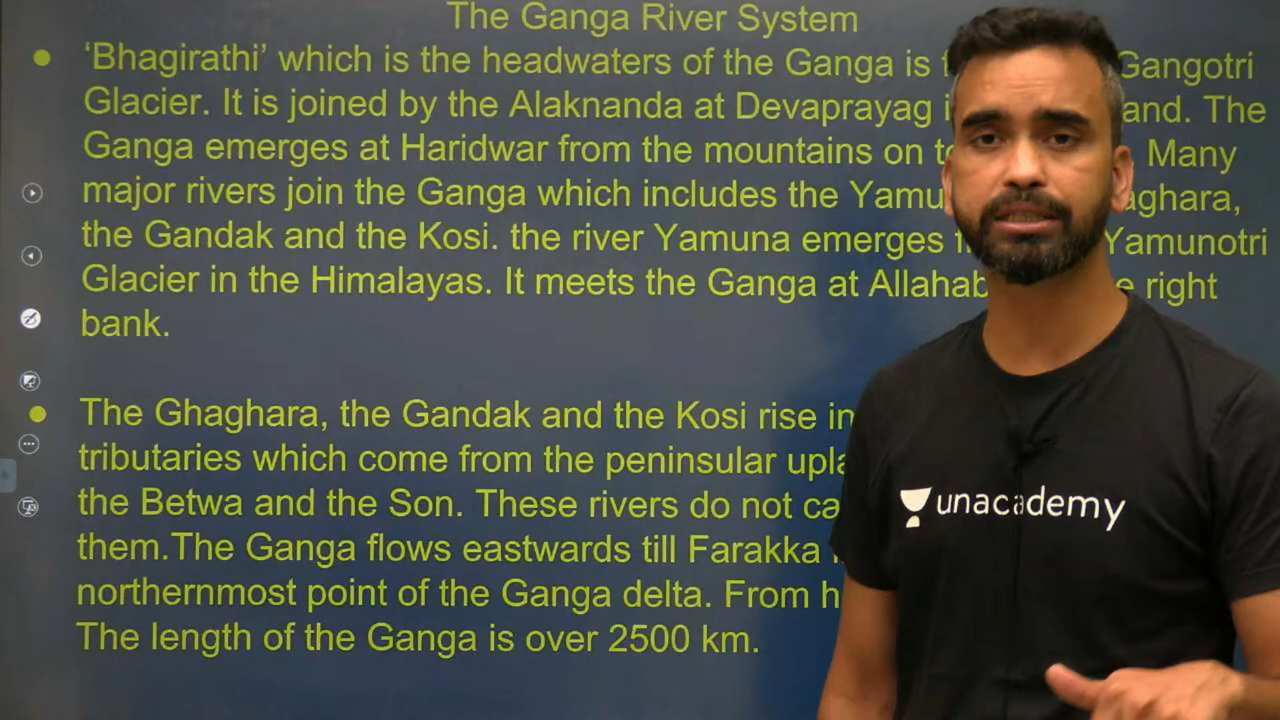 The Ganga River System
‘Bhagirathi’ which is the headwaters of the Ganga is Gangotri
Glacier. It is joined by the Alaknanda at Devaprayag The
Ganga emerges at Haridwar from the mountains on Many
major rivers join the Ganga which includes the
the Gandak and the Kosi. the river Yamuna emerges Yamunotri
Glacier in the Himalayas. It meets the Ganga at right
bank.
The Ghaghara, the Gandak and the Kosi rise in
tributaries which come from the peninsular
the Betwa and the Son. These rivers do not
them.The Ganga flows eastwards till Farakka
northernmost point of the Ganga delta. From
The length of the Ganga is over 2500 km.
unacademy